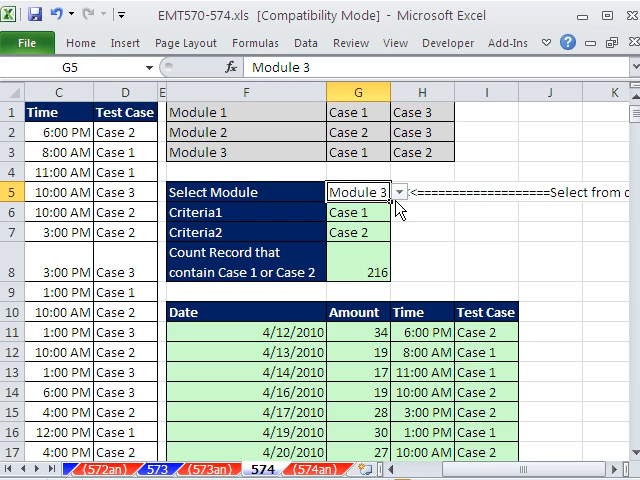 EMT570-574.xls [Compatibility Mode] - Microsoft Excel
File Home Insert Page Layout Formulas Data Review View Developer Add-Ins
G5 fx Module 3
C D E F G H I J K
1 Time Test Case Module 1 Case 1 Case 3
2 6:00 PM Case 2 Module 2 Case 2 Case 3
3 8:00 AM Case 1 Module 3 Case 1 Case 2
4 11:00 AM Case 1
5 10:00 AM Case 3 Select Module Module 3 <===================Select from
6 10:00 AM Case 2 Criteria1 Case 1
7 3:00 PM Case 2 Criteria2 Case 2
Count Record that
8 3:00 PM Case 3 contain Case 1 or Case 2 216
9 1:00 PM Case 1
10 10:00 AM Case 2 Date Amount Time Test Case
11 1:00 PM Case 3 4/12/2010 34 6:00 PM Case 2
12 10:00 AM Case 2 4/13/2010 19 8:00 AM Case 1
13 1:00 PM Case 3 4/14/2010 17 11:00 AM Case 1
14 6:00 PM Case 3 4/16/2010 19 10:00 AM Case 2
15 4:00 PM Case 2 4/17/2010 28 3:00 PM Case 2
16 12:00 PM Case 1 4/19/2010 30 1:00 PM Case 1
17 4:00 PM Case 2 4/20/2010 27 10:00 AM Case 2
(572an) 573 (573an) 574 (574an)